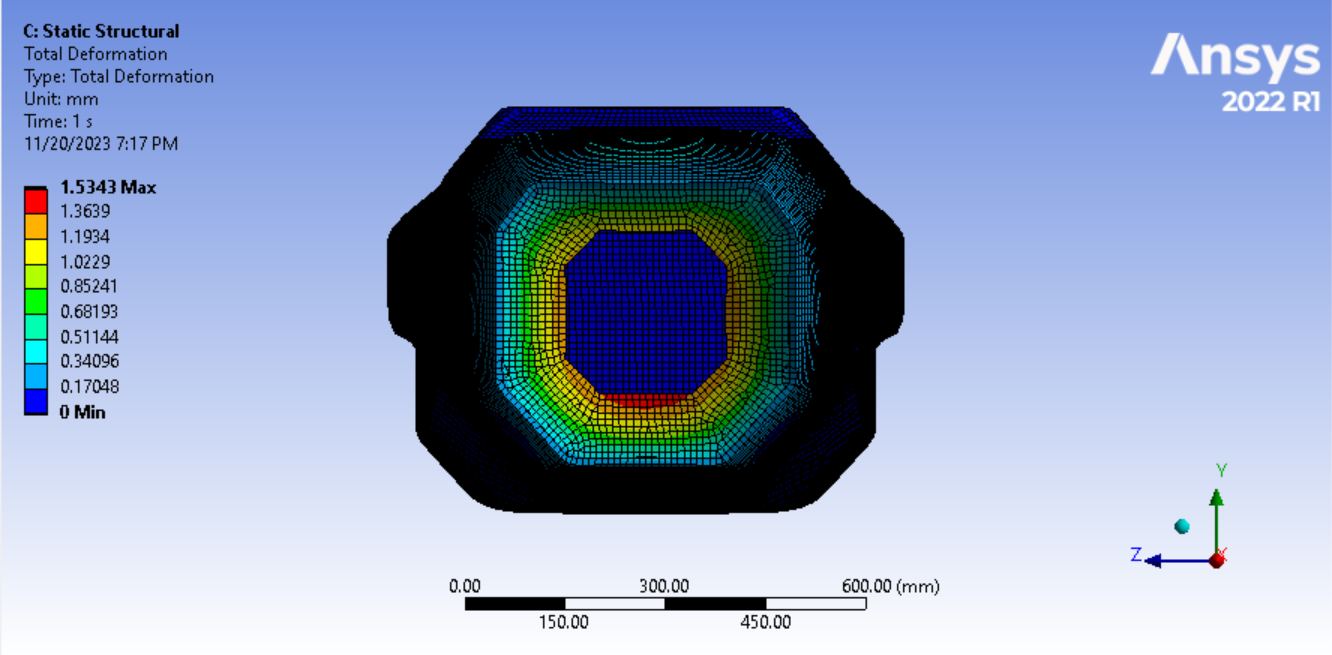 C: Static Structural
Total Deformation
Type: Total Deformation
Unit: mm
Time: 1 s
11/20/2023 7:17 PM
1.5343 Max
1.3639
1.1934
1.0229
0.85241
0.68193
0.51144
0.34096
0.17048
0 Min
Ansys
2022 R1
Y
Z
X
0.00 300.00 600.00 (mm)
150.00 450.00